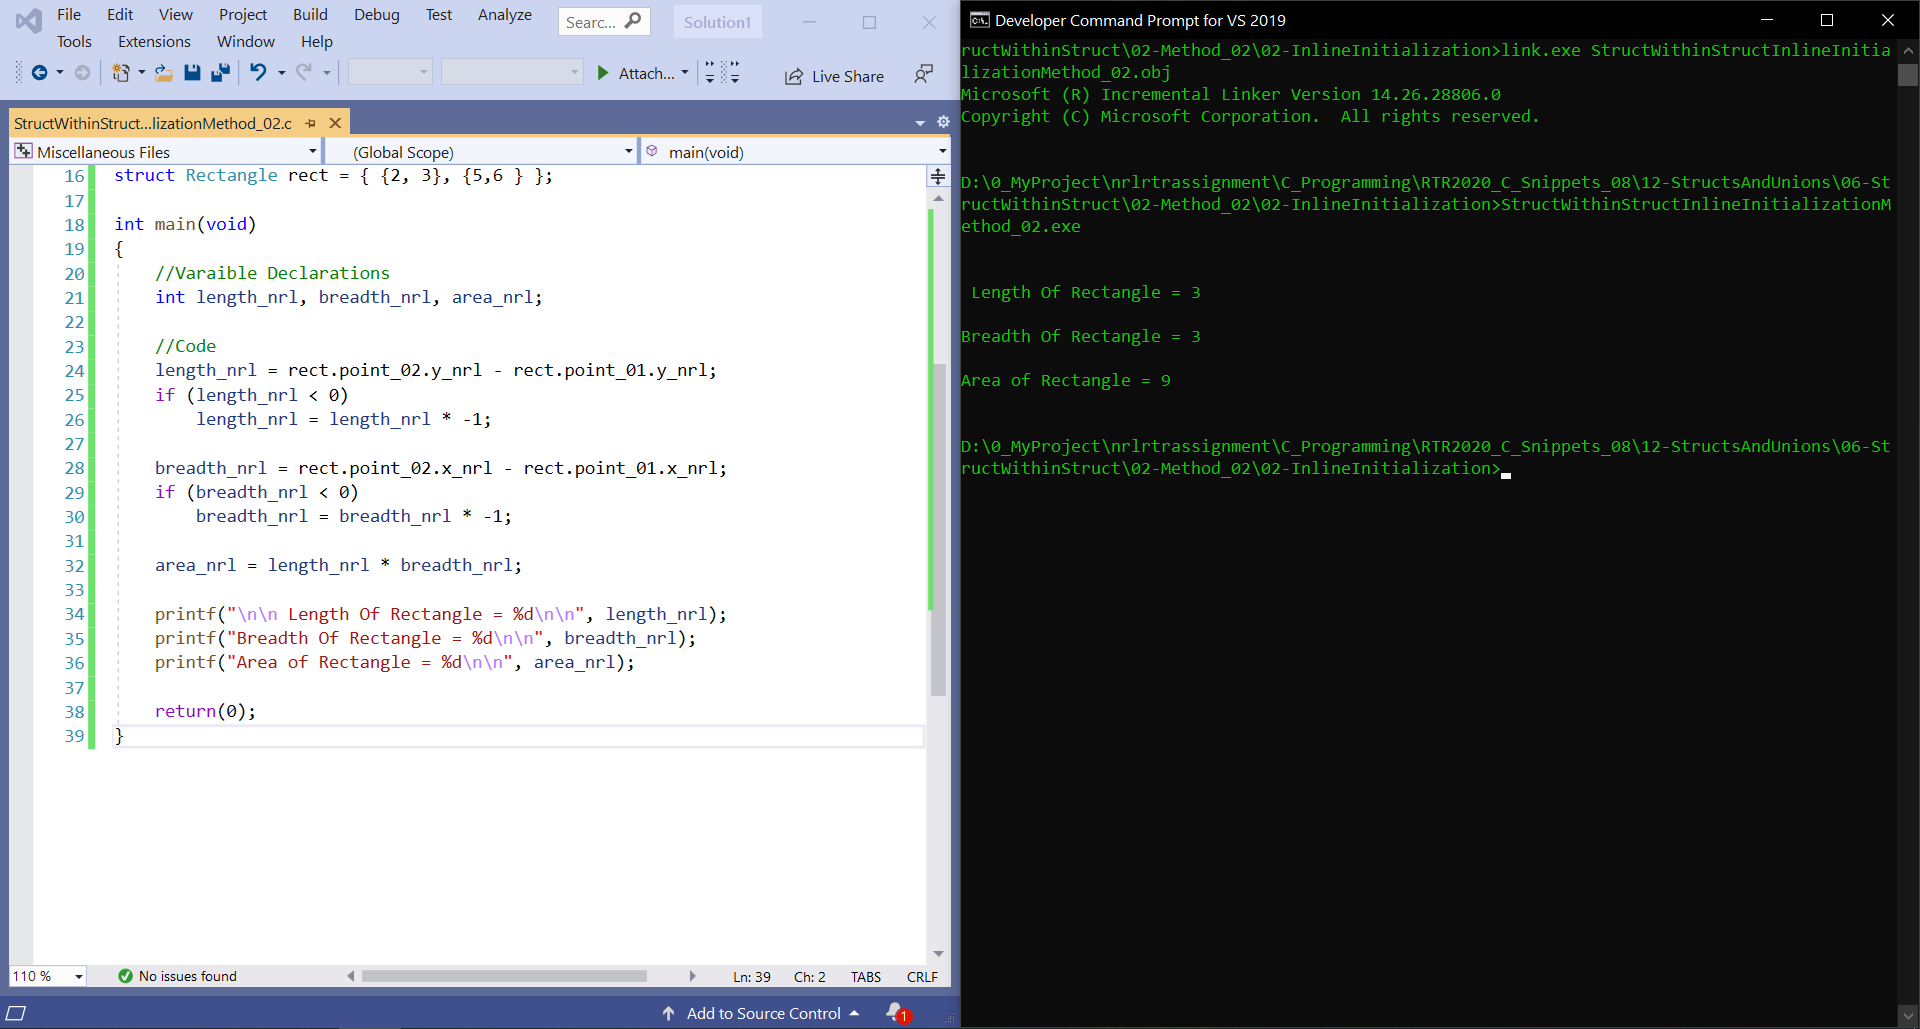 File Edit View Project Build Debug Test Analyze Searc... Solution1
Tools Extensions Window Help
Attach... Live Share
StructWithinStruct...lizationMethod_02.c
Miscellaneous Files (Global Scope) main(void)
16 struct Rectangle rect = { {2, 3}, {5,6 } };
17
18 int main(void)
19 {
20     //Varaible Declarations
21     int length_nrl, breadth_nrl, area_nrl;
22
23     //Code
24     length_nrl = rect.point_02.y_nrl - rect.point_01.y_nrl;
25     if (length_nrl < 0)
26         length_nrl = length_nrl * -1;
27
28     breadth_nrl = rect.point_02.x_nrl - rect.point_01.x_nrl;
29     if (breadth_nrl < 0)
30         breadth_nrl = breadth_nrl * -1;
31
32     area_nrl = length_nrl * breadth_nrl;
33
34     printf("\n\n Length Of Rectangle = %d\n\n", length_nrl);
35     printf("Breadth Of Rectangle = %d\n\n", breadth_nrl);
36     printf("Area of Rectangle = %d\n\n", area_nrl);
37
38     return(0);
39 }
110 % No issues found Ln: 39 Ch: 2 TABS CRLF
Add to Source Control 1
Developer Command Prompt for VS 2019
ructWithinStruct\02-Method_02\02-InlineInitialization>link.exe StructWithinStructInlineInitia
lizationMethod_02.obj
Microsoft (R) Incremental Linker Version 14.26.28806.0
Copyright (C) Microsoft Corporation.  All rights reserved.
D:\0_MyProject\nrlrtrassignment\C_Programming\RTR2020_C_Snippets_08\12-StructsAndUnions\06-St
ructWithinStruct\02-Method_02\02-InlineInitialization>StructWithinStructInlineInitializationM
ethod_02.exe
Length Of Rectangle = 3
Breadth Of Rectangle = 3
Area of Rectangle = 9
D:\0_MyProject\nrlrtrassignment\C_Programming\RTR2020_C_Snippets_08\12-StructsAndUnions\06-St
ructWithinStruct\02-Method_02\02-InlineInitialization>